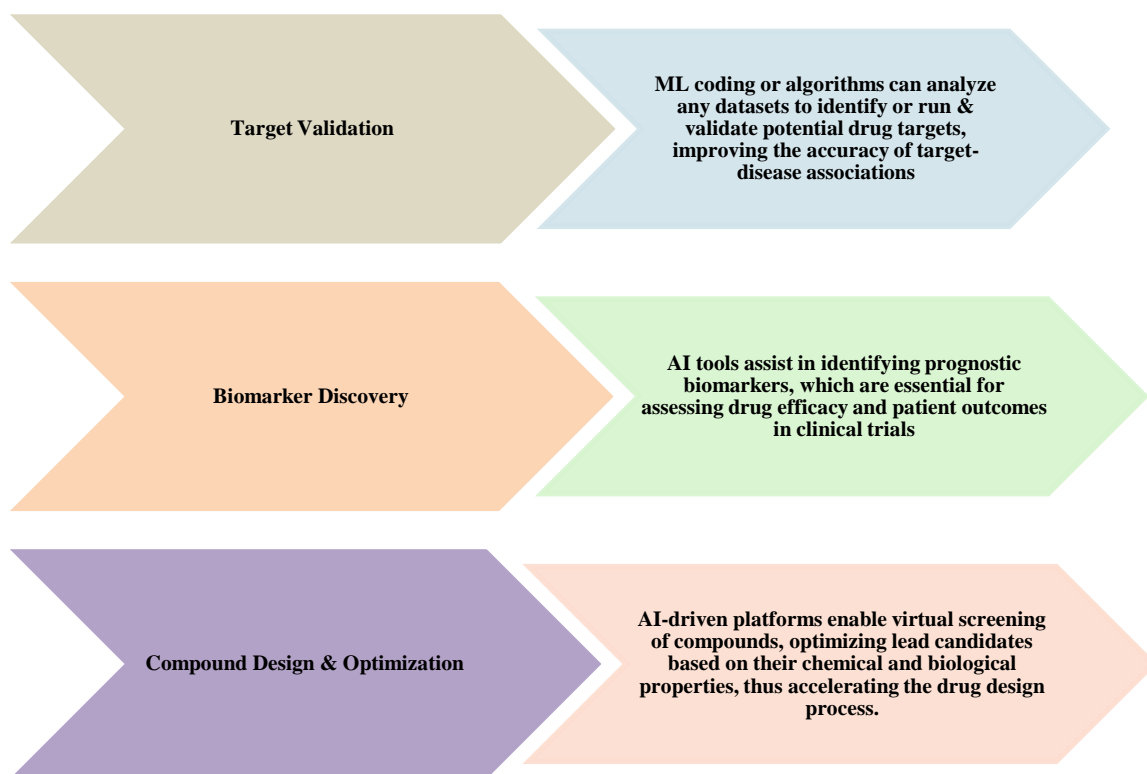 Target Validation
ML coding or algorithms can analyze
any datasets to identify or run &
validate potential drug targets,
improving the accuracy of target-
disease associations
Biomarker Discovery
AI tools assist in identifying prognostic
biomarkers, which are essential for
assessing drug efficacy and patient outcomes
in clinical trials
Compound Design & Optimization
AI-driven platforms enable virtual screening
of compounds, optimizing lead candidates
based on their chemical and biological
properties, thus accelerating the drug design
process.